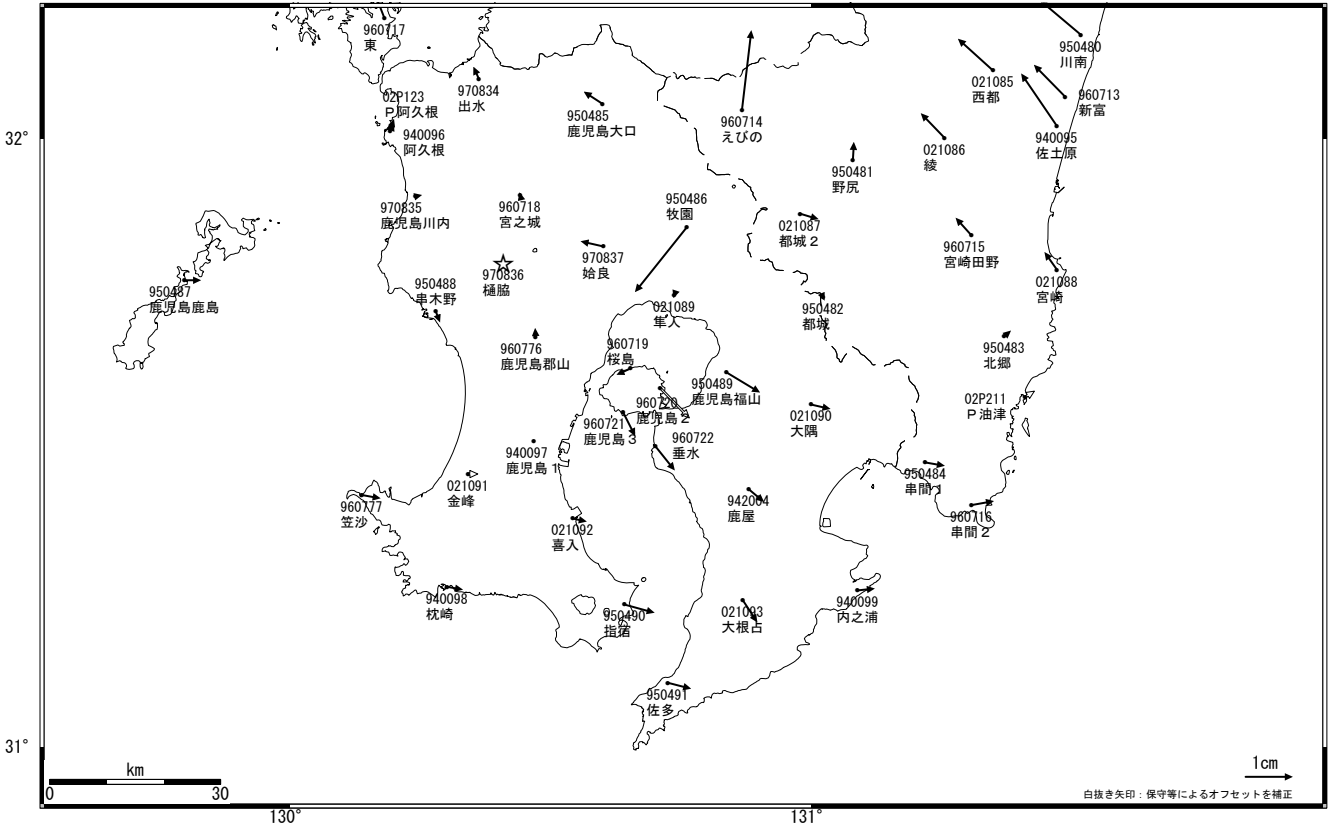 960717
東
950480
川南
021085
西都
960713
新富
970834
出水
02P123
P阿久根
950485
鹿児島大口
960714
えびの
940096
阿久根
940095
佐土原
32°
021086
綾
950481
野尻
950486
牧園
970835
鹿児島川内
960718
宮之城
021087
都城2
960715
宮崎田野
970837
姶良
970836
樋脇
950487
鹿児島鹿島
950488
串木野
021088
宮崎
021089
隼人
950482
都城
960776
鹿児島郡山
960719
桜島
950483
北郷
950489
鹿児島福山
960720
鹿児島2
021090
大隅
02P211
P油津
960721
鹿児島3
960722
垂水
940097
鹿児島1
021091
金峰
950484
串間1
960777
笠沙
942004
鹿屋
960716
串間2
021092
喜入
940098
枕崎
950490
指宿
021093
大根占
940099
内之浦
950491
佐多
31°
km
0 30
1cm
白抜き矢印：保守等によるオフセットを補正
130°
131°